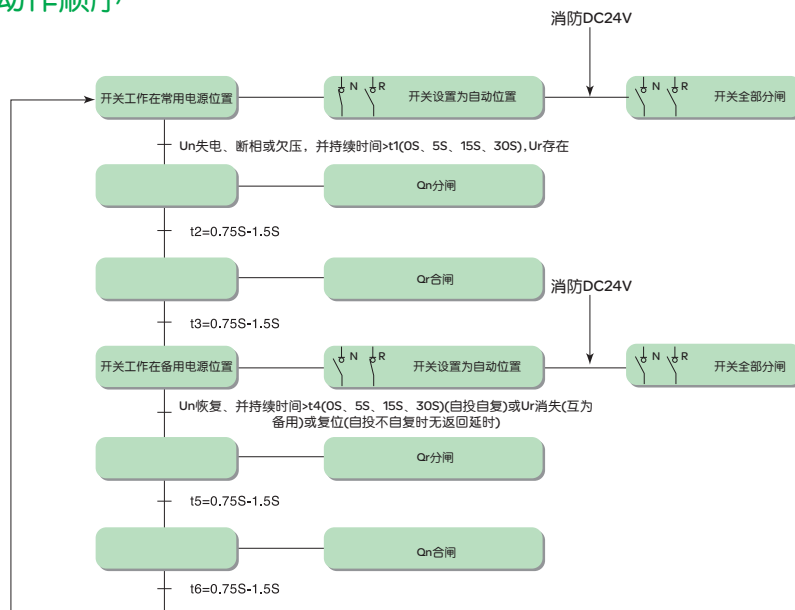 动作顺序
消防DC24V
开关工作在常用电源位置
N R
开关设置为自动位置
N R
开关全部分闸
Un失电、断相或欠压，并持续时间>t1(0S、5S、15S、30S),Ur存在
Qn分闸
t2=0.75S-1.5S
Qr合闸
消防DC24V
t3=0.75S-1.5S
开关工作在备用电源位置
N R
开关设置为自动位置
N R
开关全部分闸
Un恢复、并持续时间>t4(0S、5S、15S、30S)(自投自复)或Ur消失(互为
备用)或复位(自投不自复时无返回延时)
Qr分闸
t5=0.75S-1.5S
Qn合闸
t6=0.75S-1.5S